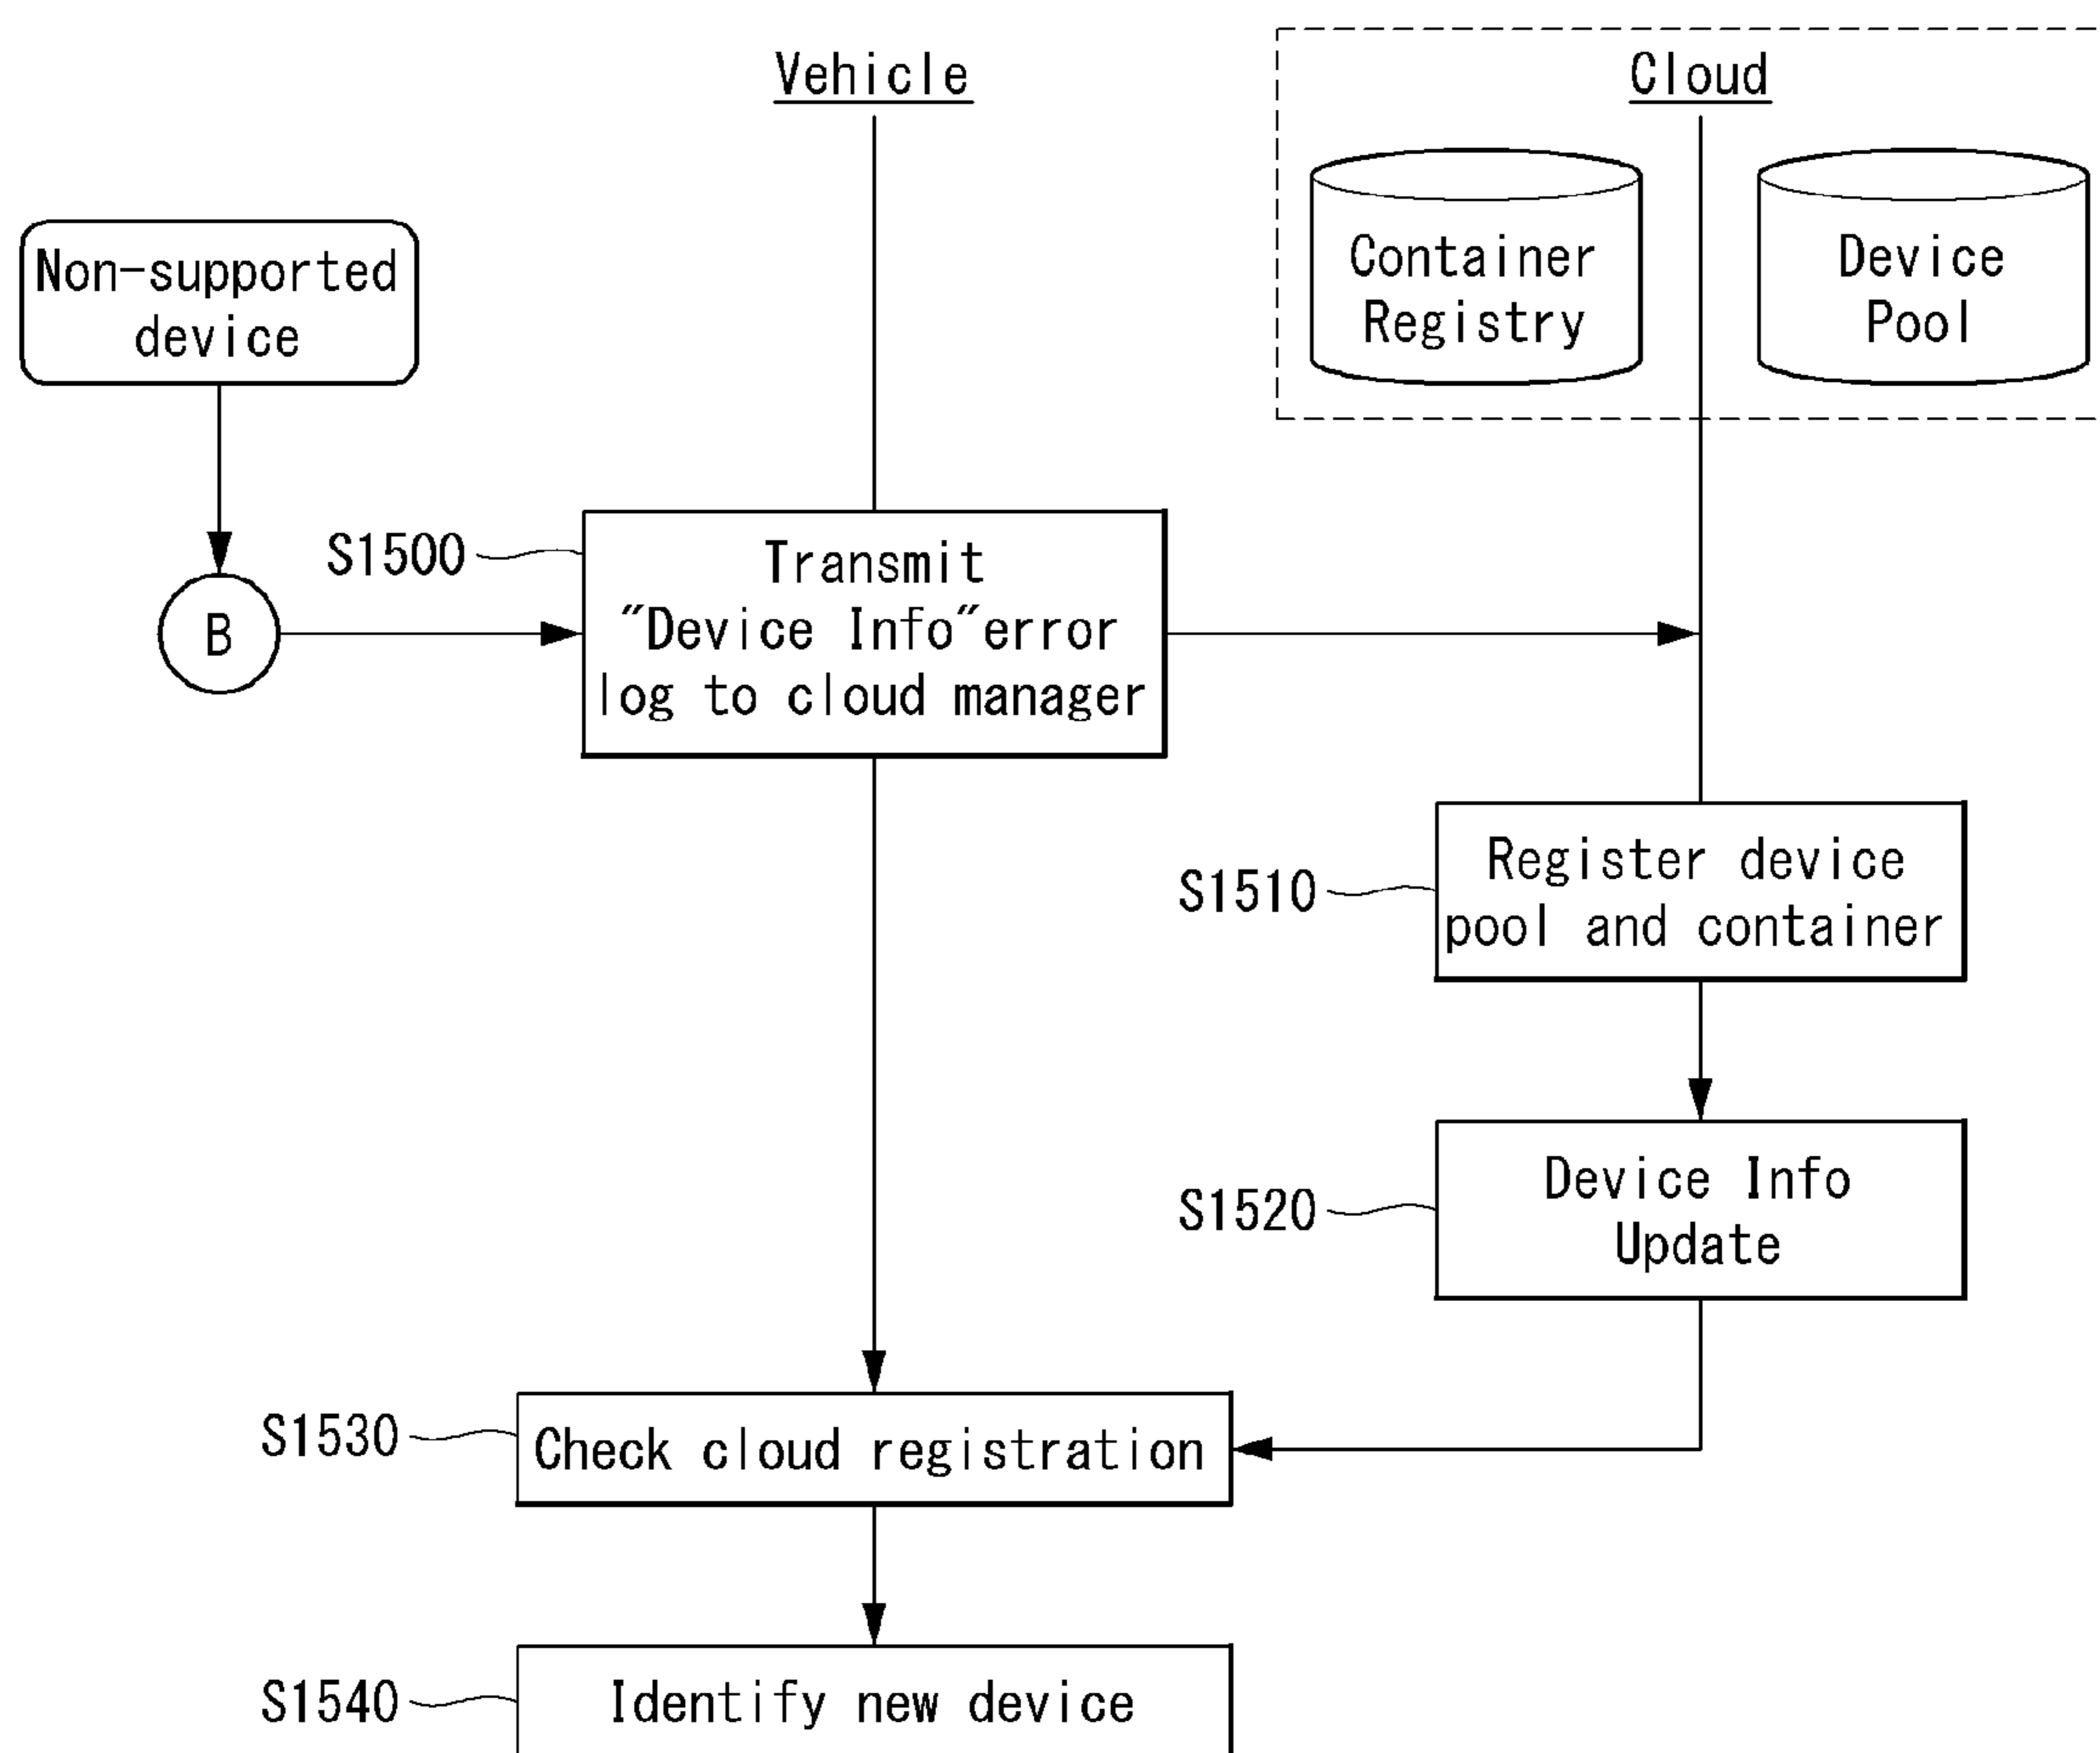 Vehicle
Cloud
Container
Registry
Device
Pool
Non-supported
device
B
S1500
Transmit
"Device Info"error
log to cloud manager
S1510
Register device
pool and container
S1520
Device Info
Update
S1530
Check cloud registration
S1540
Identify new device